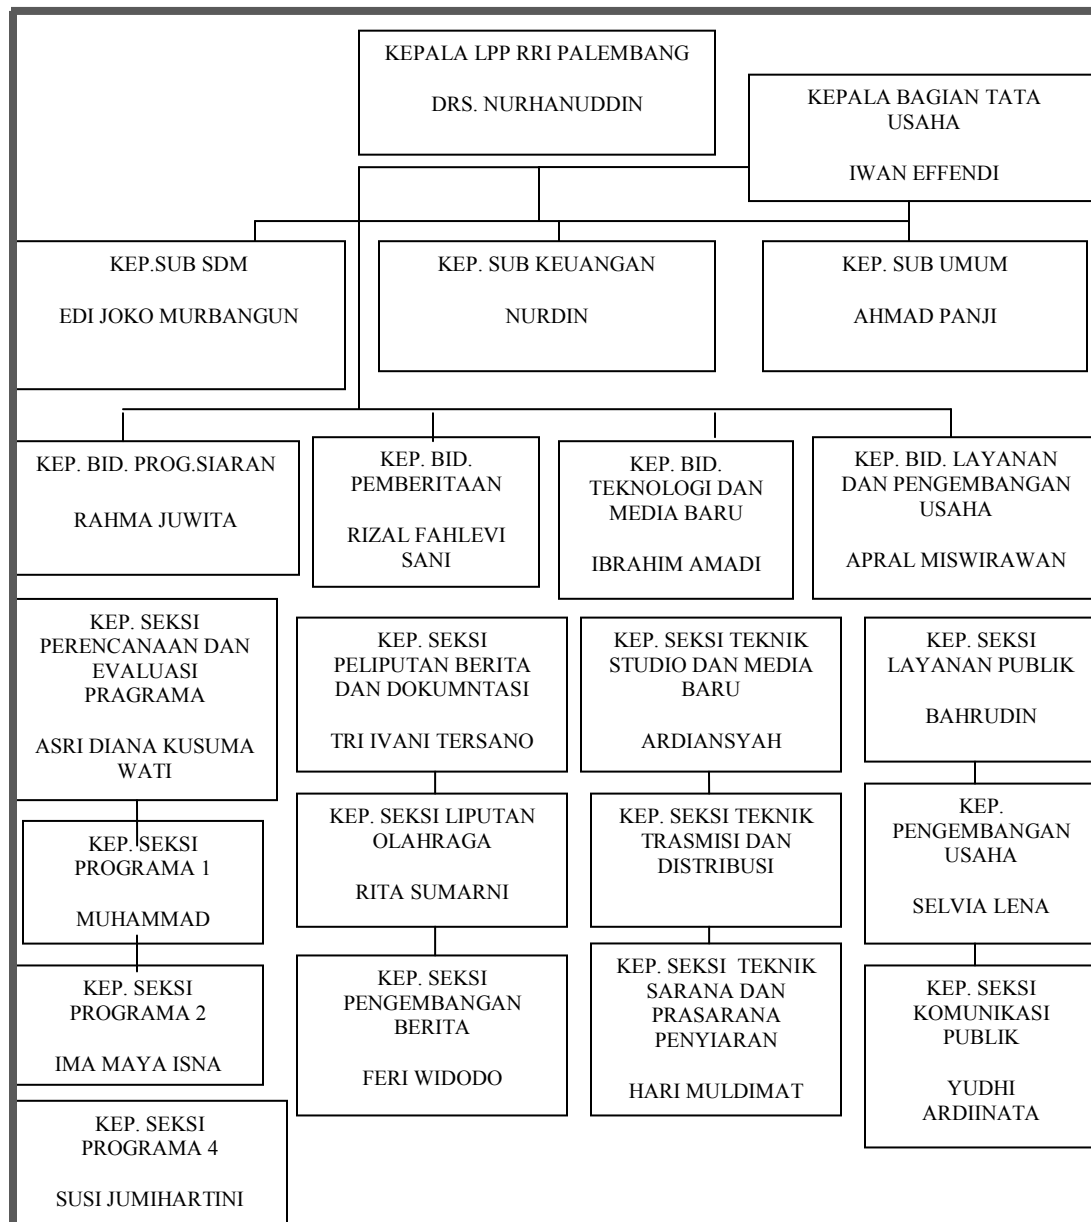 KEPALA LPP RRI PALEMBANG
DRS. NURHANUDDIN
KEPALA BAGIAN TATA
USAHA
IWAN EFFENDI
KEP.SUB SDM
EDI JOKO MURBANGUN
KEP. SUB KEUANGAN
NURDIN
KEP. SUB UMUM
AHMAD PANJI
KEP. BID. PROG.SIARAN
RAHMA JUWITA
KEP. BID.
PEMBERITAAN
RIZAL FAHLEVI
SANI
KEP. BID.
TEKNOLOGI DAN
MEDIA BARU
IBRAHIM AMADI
KEP. BID. LAYANAN
DAN PENGEMBANGAN
USAHA
APRAL MISWIRAWAN
KEP. SEKSI
PERENCANAAN DAN
EVALUASI
PRAGRAMA
ASRI DIANA KUSUMA
WATI
KEP. SEKSI
PELIPUTAN BERITA
DAN DOKUMNTASI
TRI IVANI TERSANO
KEP. SEKSI TEKNIK
STUDIO DAN MEDIA
BARU
ARDIANSYAH
KEP. SEKSI
LAYANAN PUBLIK
BAHRUDIN
KEP. SEKSI
PROGRAMA 1
MUHAMMAD
KEP. SEKSI LIPUTAN
OLAHRAGA
RITA SUMARNI
KEP. SEKSI TEKNIK
TRASMISI DAN
DISTRIBUSI
KEP.
PENGEMBANGAN
USAHA
SELVIA LENA
KEP. SEKSI
PROGRAMA 2
IMA MAYA ISNA
KEP. SEKSI
PENGEMBANGAN
BERITA
FERI WIDODO
KEP. SEKSI  TEKNIK
SARANA DAN
PRASARANA
PENYIARAN
HARI MULDIMAT
KEP. SEKSI
KOMUNIKASI
PUBLIK
YUDHI
ARDIINATA
KEP. SEKSI
PROGRAMA 4
SUSI JUMIHARTINI